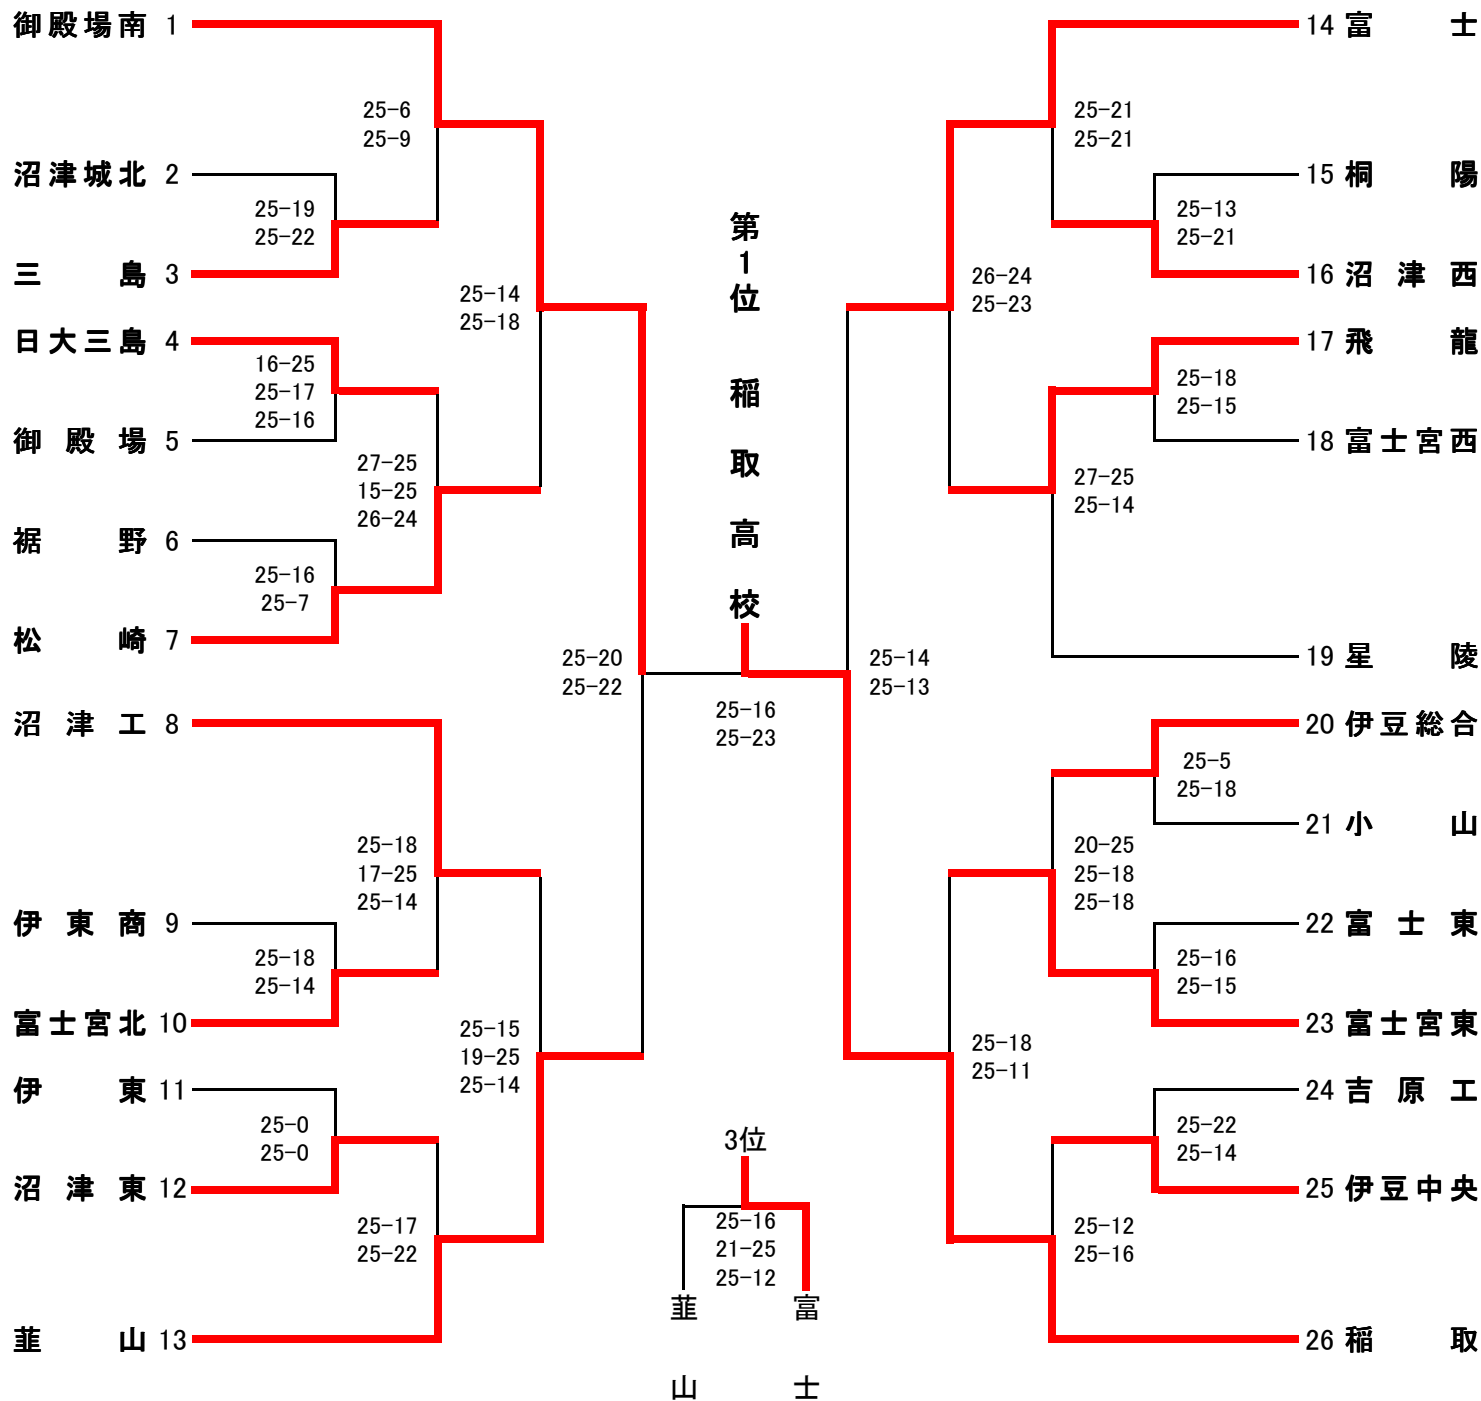 御殿場南 1
25-6
25-9
沼津城北 2
25-19
25-22
三島 3
25-14
25-18
日大三島 4
16-25
25-17
25-16
御殿場 5
27-25
15-25
26-24
裾野 6
25-16
25-7
松崎 7
25-20
25-22
沼津工 8
25-18
17-25
25-14
伊東商 9
25-18
25-14
富士宮北 10
25-15
19-25
25-14
伊東 11
25-0
25-0
沼津東 12
25-17
25-22
韮山 13
第1位 稲取高校
25-16
25-23
3位
25-16
21-25
25-12
韮山
富士
14 富士
25-21
25-21
15 桐陽
25-13
25-21
16 沼津西
26-24
25-23
17 飛龍
25-18
25-15
18 富士宮西
27-25
25-14
19 星陵
25-14
25-13
20 伊豆総合
25-5
25-18
21 小山
20-25
25-18
25-18
22 富士東
25-16
25-15
23 富士宮東
25-18
25-11
24 吉原工
25-22
25-14
25 伊豆中央
25-12
25-16
26 稲取